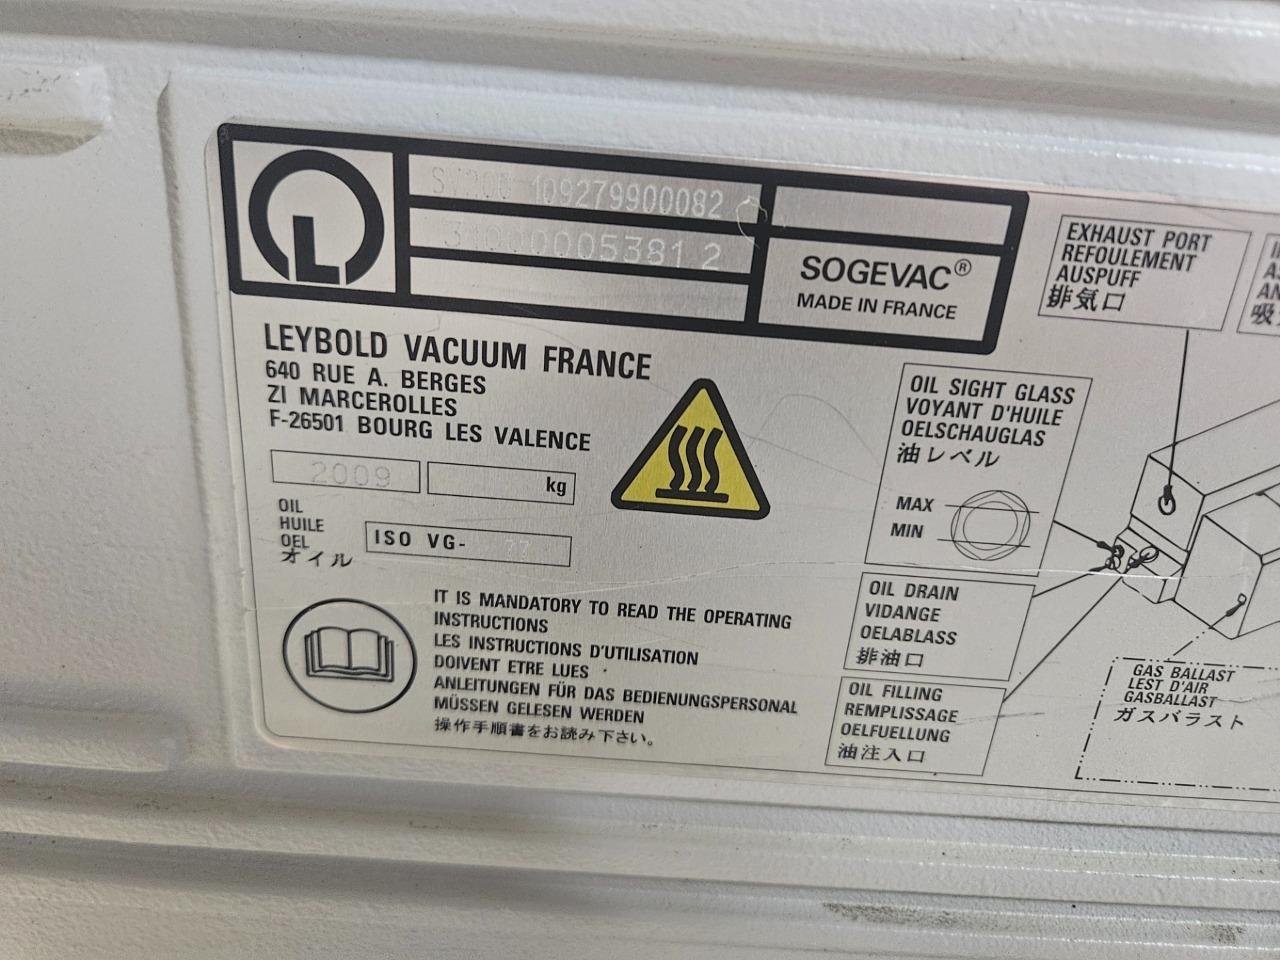 109279900082
SOGEVAC®
MADE IN FRANCE
LEYBOLD VACUUM FRANCE
640 RUE A. BERGES
ZI MARCEROLLES
F-26501 BOURG LES VALENCE
2009
kg
OIL
HUILE
OEL
オイル
ISO VG-
IT IS MANDATORY TO READ THE OPERATING
INSTRUCTIONS
LES INSTRUCTIONS D'UTILISATION
DOIVENT ETRE LUES
ANLEITUNGEN FÜR DAS BEDIENUNGSPERSONAL
MÜSSEN GELESEN WERDEN
操作手順書をお読み下さい。
EXHAUST PORT
REFOULEMENT
AUSPUFF
排気口
OIL SIGHT GLASS
VOYANT D'HUILE
OELSCHAUGLAS
油レベル
MAX
MIN
OIL DRAIN
VIDANGE
OELABLASS
排油口
OIL FILLING
REMPLISSAGE
OELFUELLUNG
油注入口
GAS BALLAST
LEST D'AIR
GASBALLAST
ガスバラスト